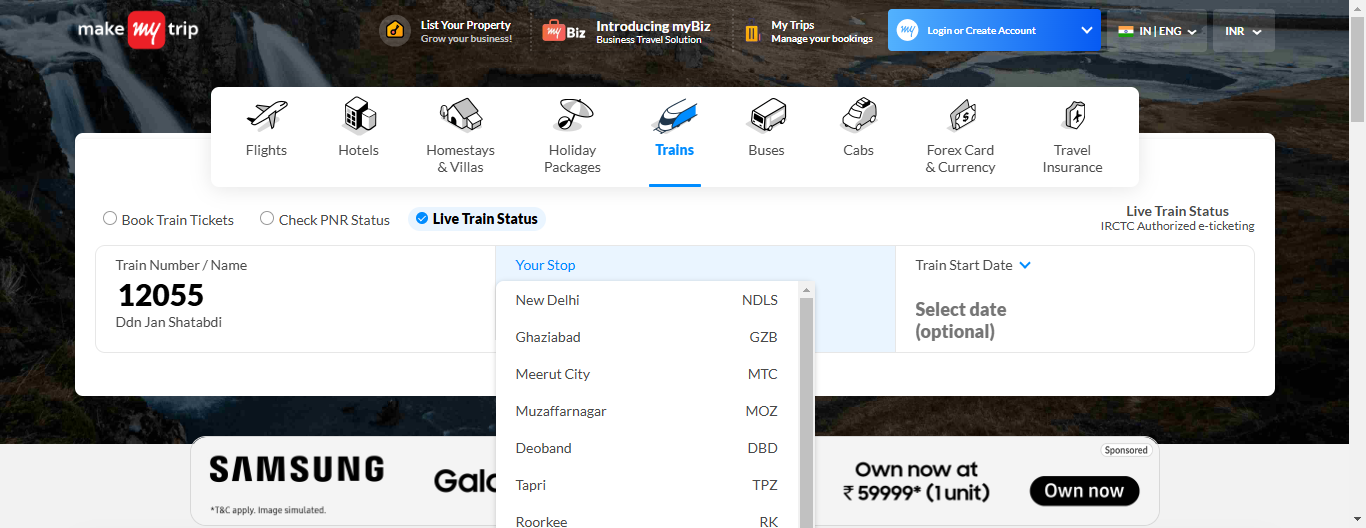 make my trip
List Your Property
Grow your business!
my Biz
Introducing myBiz
Business Travel Solution
My Trips
Manage your bookings
my
Login or Create Account
IN | ENG
INR
Flights
Hotels
Homestays
& Villas
Holiday
Packages
Trains
Buses
Cabs
Forex Card
& Currency
Travel
Insurance
Book Train Tickets
Check PNR Status
Live Train Status
Live Train Status
IRCTC Authorized e-ticketing
Train Number / Name
12055
Ddn Jan Shatabdi
Your Stop
Train Start Date
Select date
(optional)
New Delhi NDLS
Ghaziabad GZB
Meerut City MTC
Muzaffarnagar MOZ
Deoband DBD
Tapri TPZ
Roorkee RK
SAMSUNG
*T&C apply. Image simulated.
Gala
Own now at
₹ 59999* (1 unit)
Sponsored
Own now